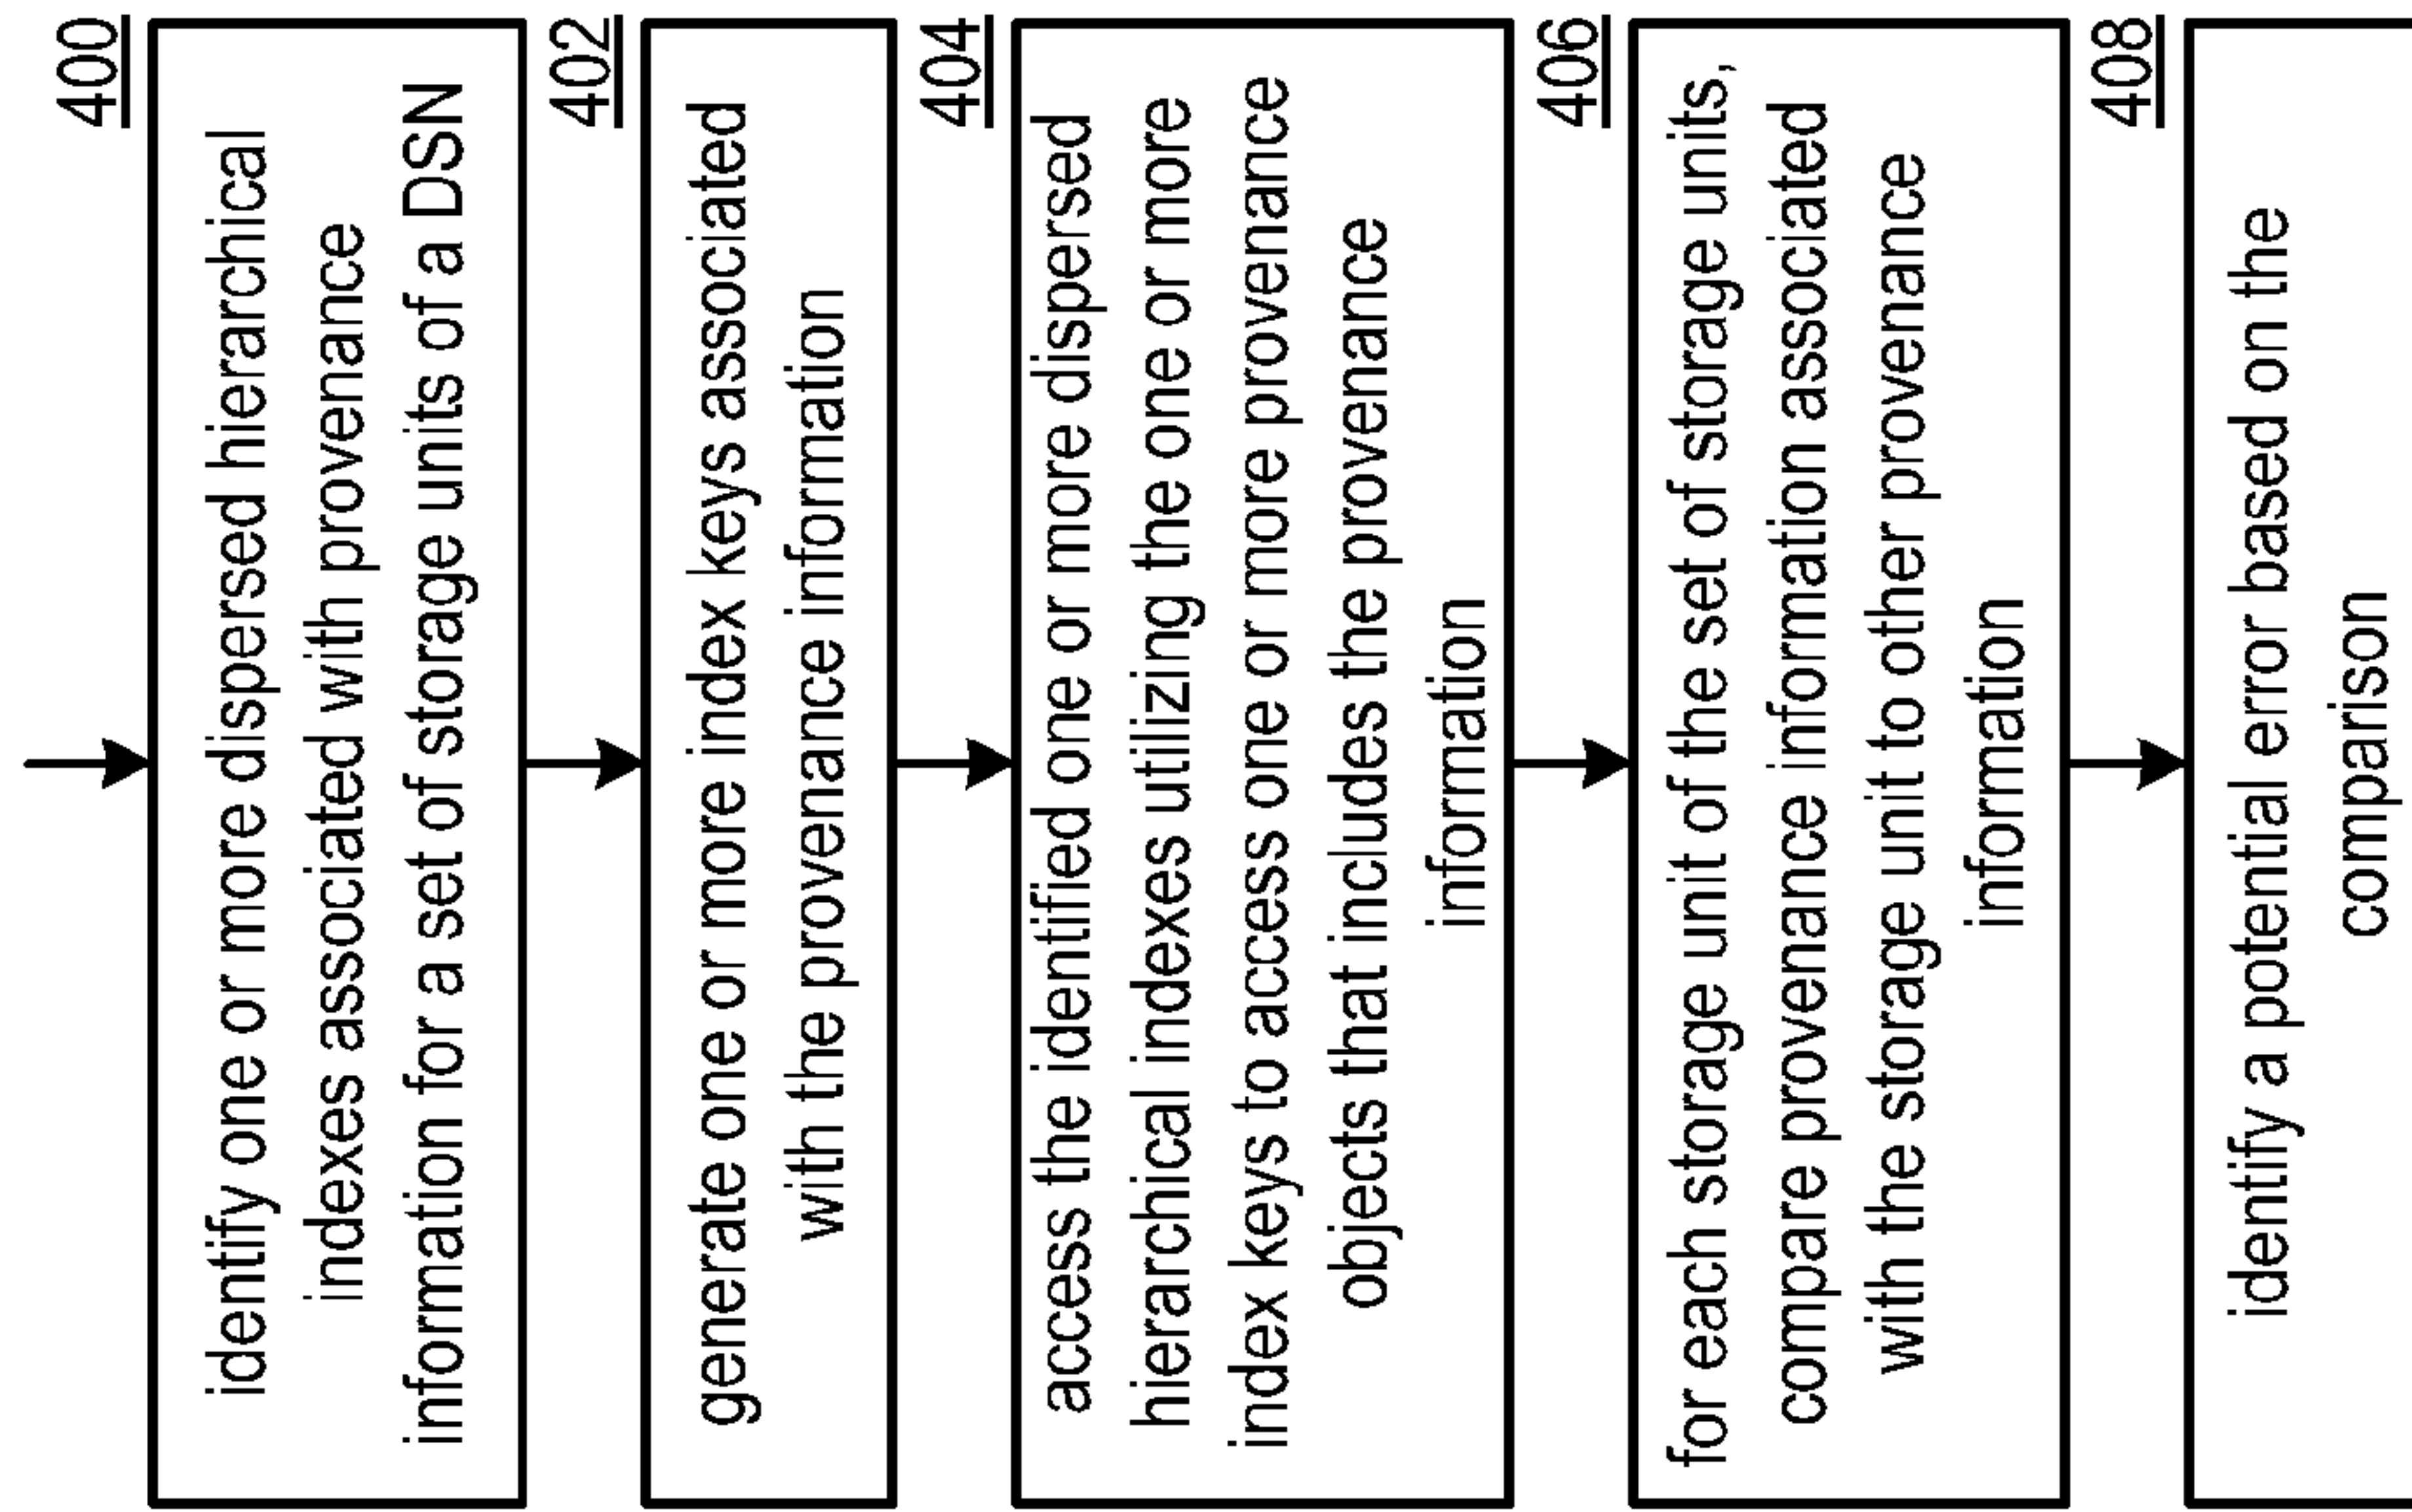 400
identify one or more dispersed hierarchical
indexes associated with provenance
information for a set of storage units of a DSN
402
generate one or more index keys associated
with the provenance information
404
access the identified one or more dispersed
hierarchical indexes utilizing the one or more
index keys to access one or more provenance
objects that includes the provenance
information
406
for each storage unit of the set of storage units,
compare provenance information associated
with the storage unit to other provenance
information
408
identify a potential error based on the
comparison